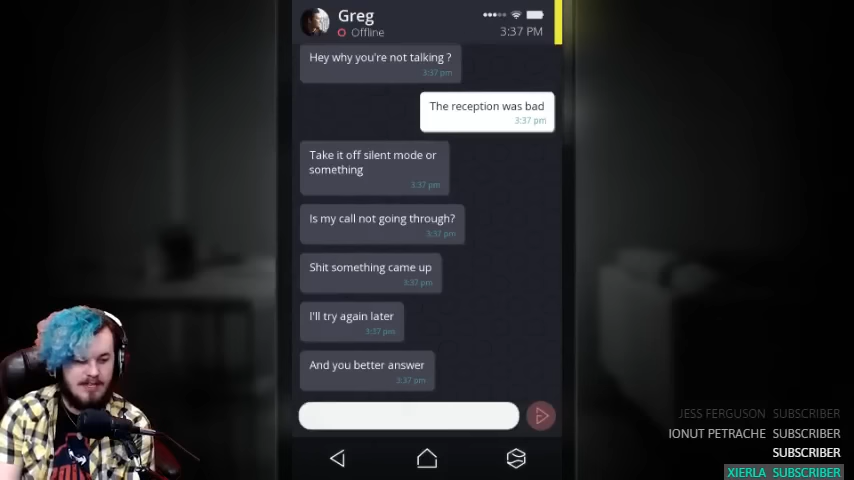 Greg
Offline
3:37 PM
Hey why you're not talking ?
3:37 pm
The reception was bad
3:37 pm
Take it off silent mode or
something
3:37 pm
Is my call not going through?
3:37 pm
Shit something came up
3:37 pm
I'll try again later
3:37 pm
And you better answer
3:37 pm
JESS FERGUSON SUBSCRIBER
IONUT PETRACHE SUBSCRIBER
SUBSCRIBER
XIERLA SUBSCRIBER